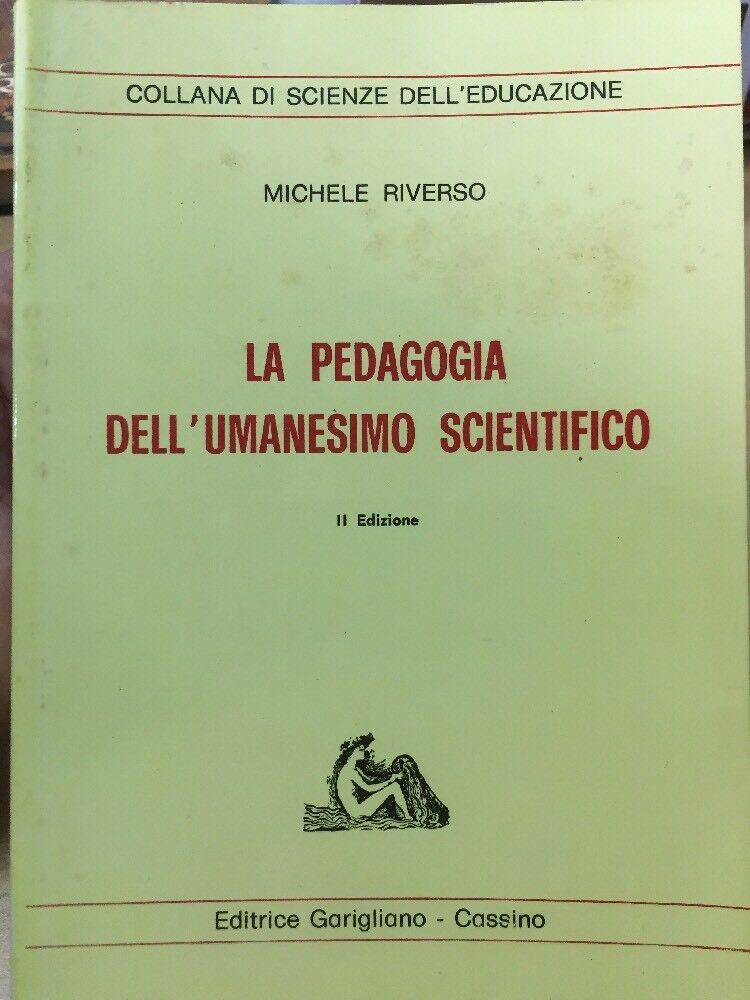 COLLANA DI SCIENZE DELL'EDUCAZIONE
MICHELE RIVERSO
LA PEDAGOGIA
DELL'UMANESIMO SCIENTIFICO
II Edizione
Editrice Garigliano - Cassino